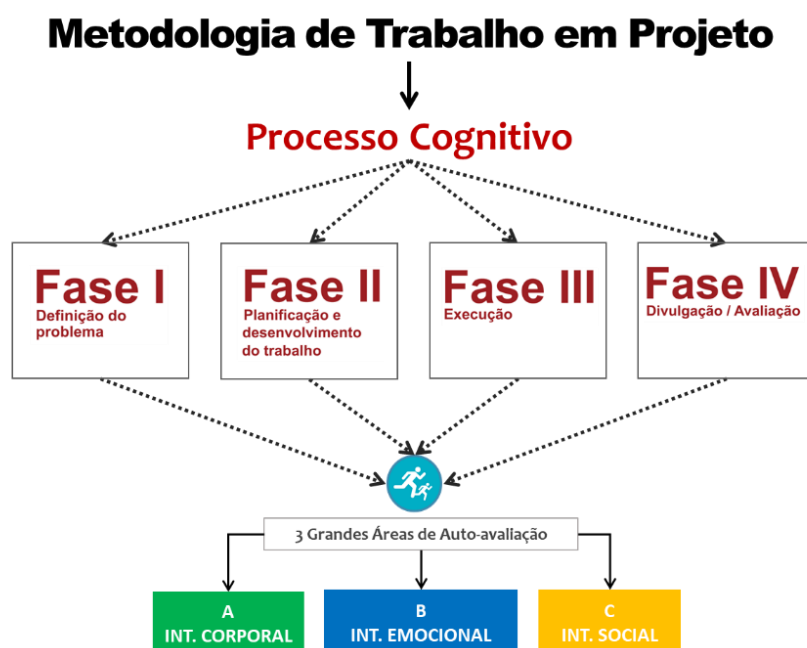 Metodologia de Trabalho em Projeto
Processo Cognitivo
Fase I
Definição do
problema
Fase II
Planificação e
desenvolvimento
do trabalho
Fase III
Execução
Fase IV
Divulgação / Avaliação
3 Grandes Áreas de Auto-avaliação
A
INT. CORPORAL
B
INT. EMOCIONAL
C
INT. SOCIAL